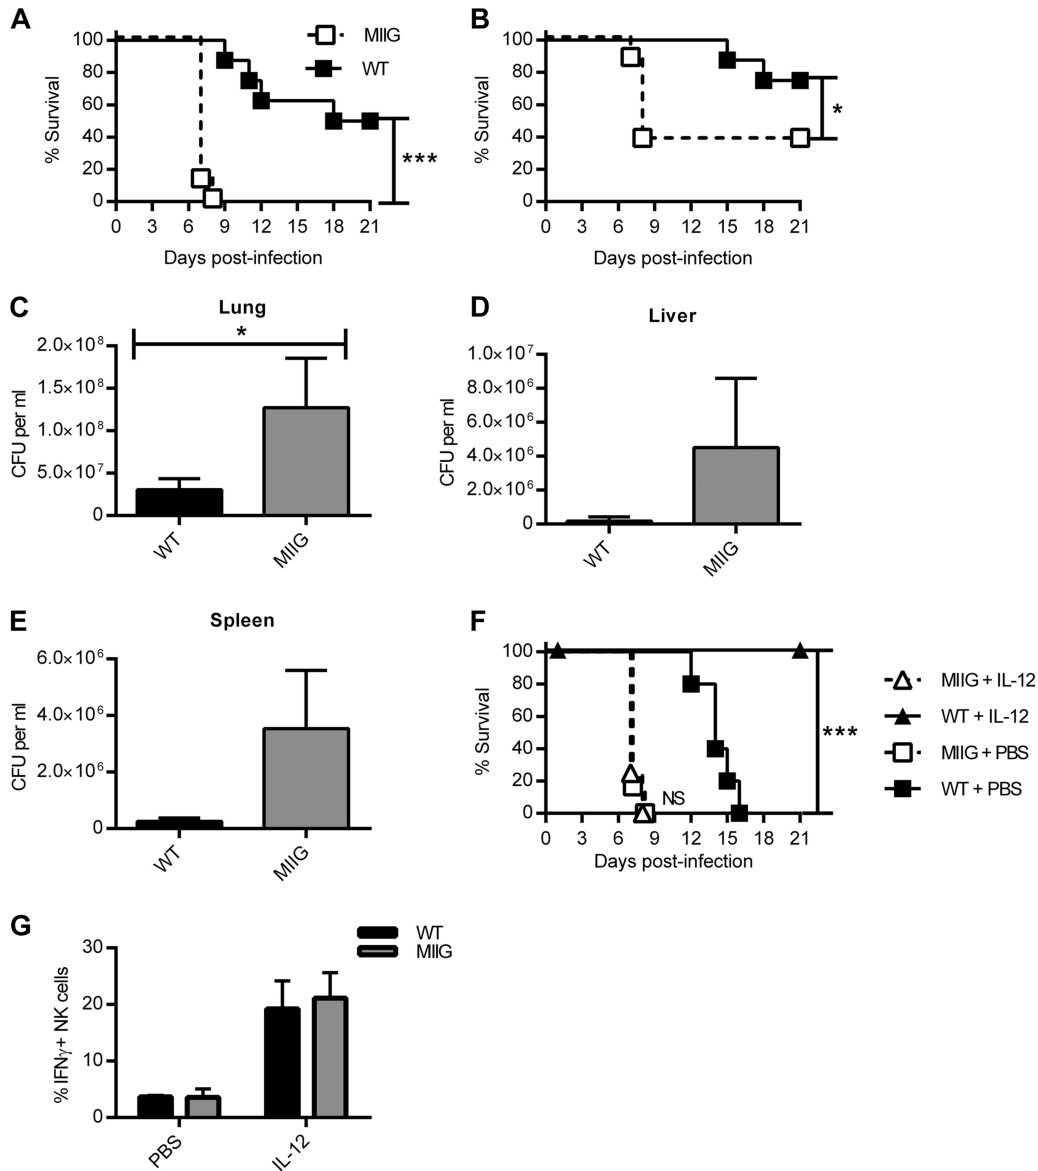 A
% Survival
100
80
60
40
20
0
0 3 6 9 12 15 18 21
Days post-infection
MIIG
WT
***
B
% Survival
100
80
60
40
20
0
0 3 6 9 12 15 18 21
Days post-infection
*
C
Lung
*
CFU per ml
2.0×10⁸
1.5×10⁸
1.0×10⁸
5.0×10⁷
0
WT
MIIG
D
Liver
CFU per ml
1.0×10⁷
8.0×10⁶
6.0×10⁶
4.0×10⁶
2.0×10⁶
0
WT
MIIG
E
Spleen
CFU per ml
6.0×10⁶
4.0×10⁶
2.0×10⁶
0
WT
MIIG
F
% Survival
100
80
60
40
20
0
0 3 6 9 12 15 18 21
Days post-infection
NS
***
MIIG + IL-12
WT + IL-12
MIIG + PBS
WT + PBS
G
% IFNγ+ NK cells
30
20
10
0
PBS
IL-12
WT
MIIG